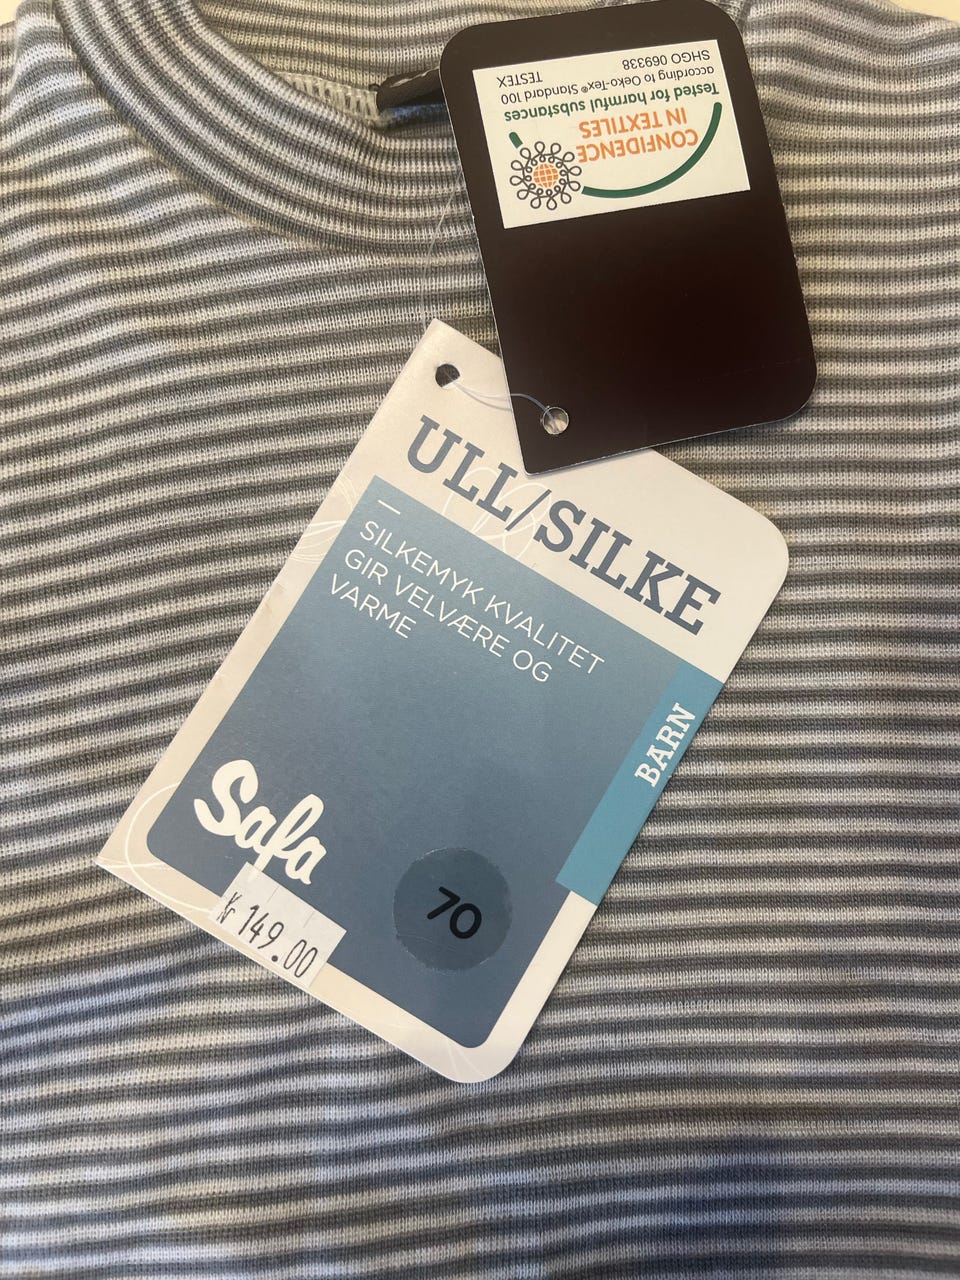 CONFIDENCE
IN TEXTILES
Tested for harmful substances
according to Oeko-Tex® Standard 100
SHGO 069338 TESTEX
ULL/SILKE
—
SILKEMYK KVALITET
GIR VELVÆRE OG
VARME
BARN
Safa
70
Kr 149.00